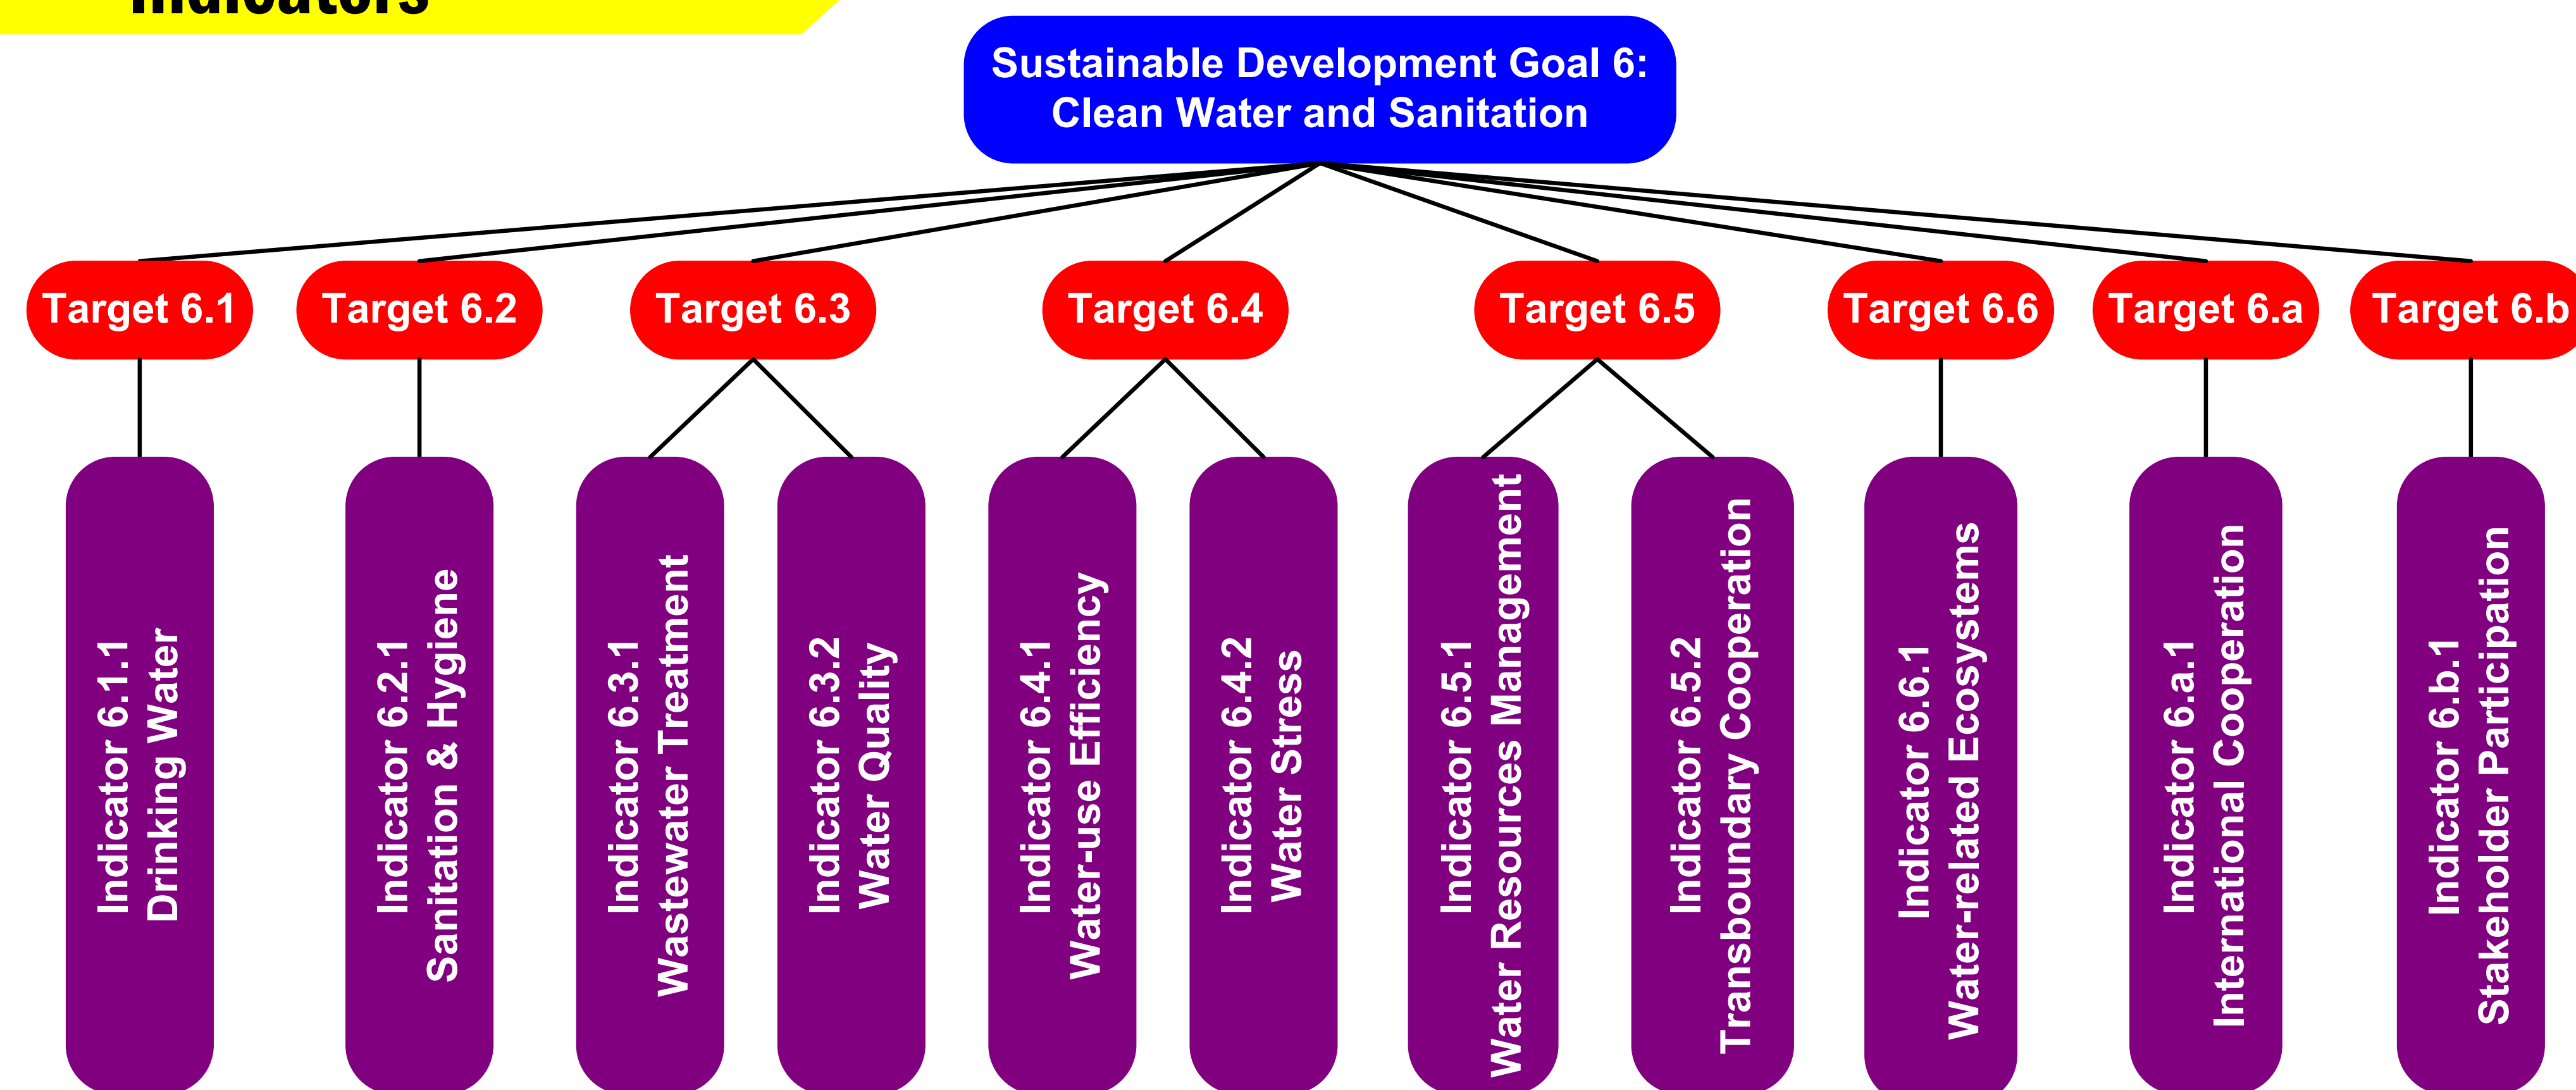 Indicators
Sustainable Development Goal 6:
Clean Water and Sanitation
Target 6.1
Target 6.2
Target 6.3
Target 6.4
Target 6.5
Target 6.6
Target 6.a
Target 6.b
Indicator 6.1.1
Drinking Water
Indicator 6.2.1
Sanitation & Hygiene
Indicator 6.3.1
Wastewater Treatment
Indicator 6.3.2
Water Quality
Indicator 6.4.1
Water-use Efficiency
Indicator 6.4.2
Water Stress
Indicator 6.5.1
Water Resources Management
Indicator 6.5.2
Transboundary Cooperation
Indicator 6.6.1
Water-related Ecosystems
Indicator 6.a.1
International Cooperation
Indicator 6.b.1
Stakeholder Participation